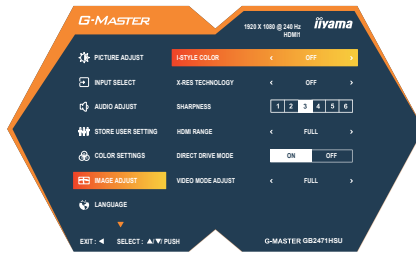 G-MASTER
1920 X 1080 @ 240 Hz
HDMI1
iiyama
PICTURE ADJUST
I-STYLE COLOR ‹ OFF ›
INPUT SELECT
X-RES TECHNOLOGY ‹ OFF ›
AUDIO ADJUST
SHARPNESS 1 2 3 4 5 6
STORE USER SETTING
HDMI RANGE ‹ FULL ›
COLOR SETTINGS
DIRECT DRIVE MODE ON OFF
IMAGE ADJUST
VIDEO MODE ADJUST ‹ FULL ›
LANGUAGE
EXIT : ◀ SELECT : ▲/▼/ PUSH
G-MASTER GB2471HSU